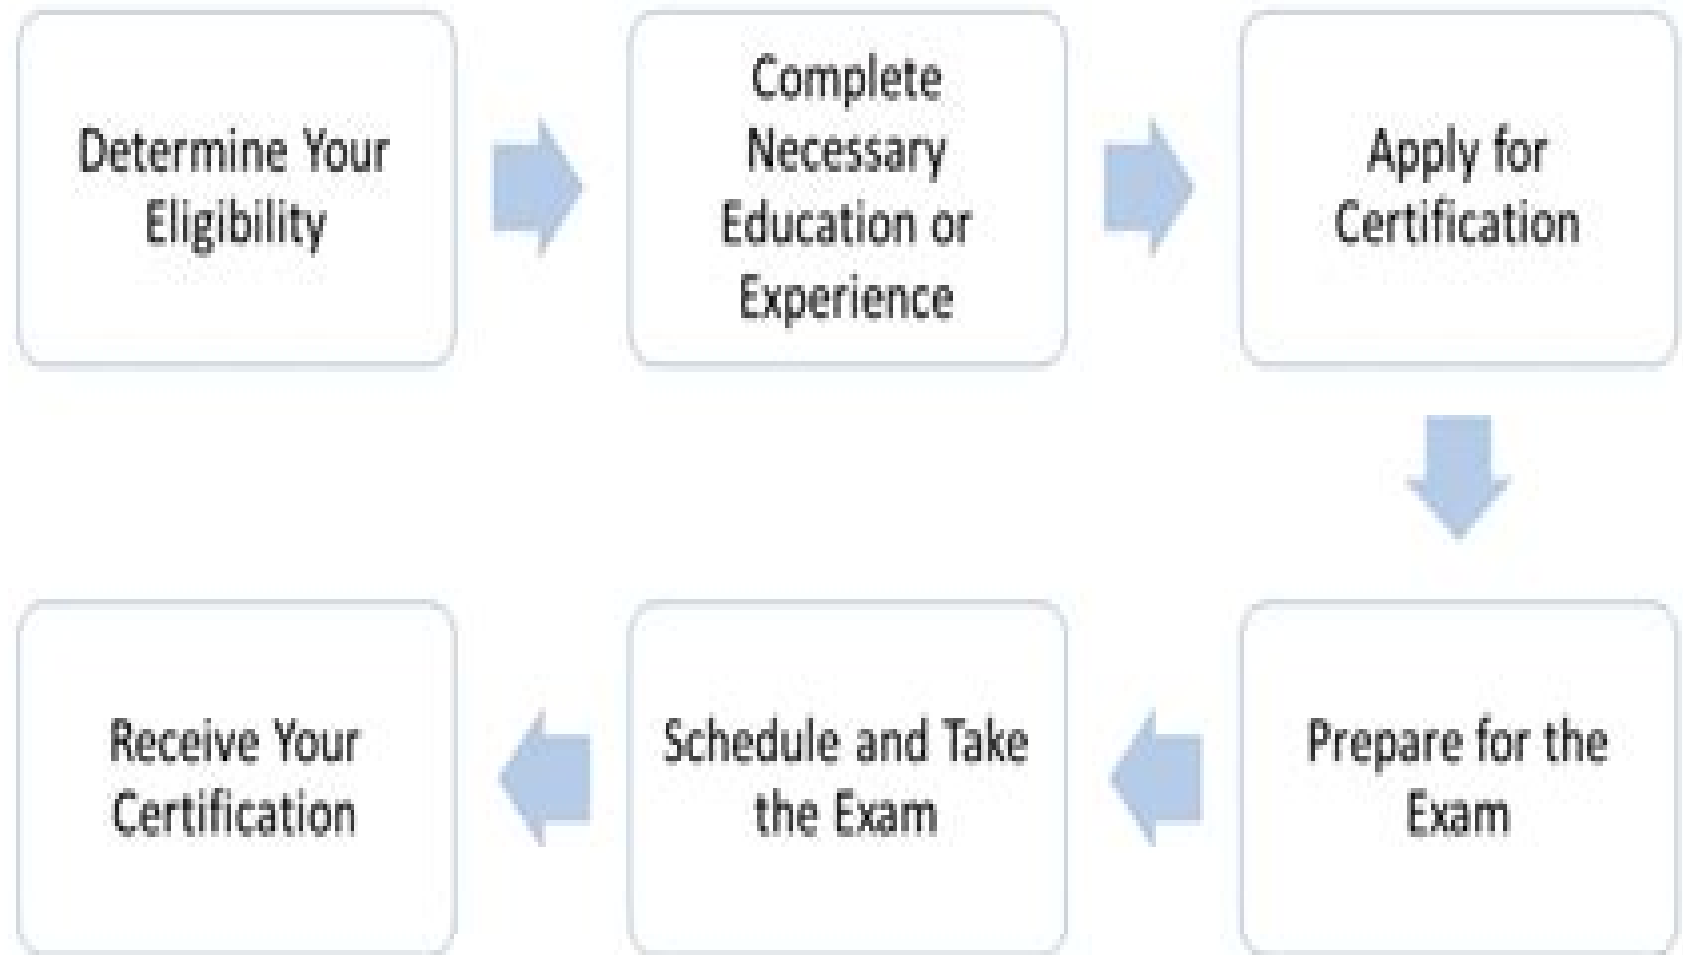 Determine Your
Eligibility
Complete
Necessary
Education or
Experience
Apply for
Certification
Prepare for the
Exam
Schedule and Take
the Exam
Receive Your
Certification